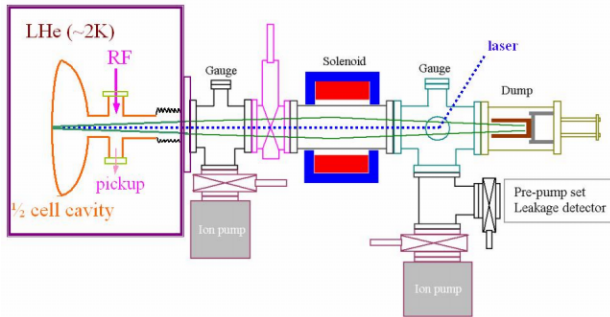 LHe (~2K)
RF
pickup
½ cell cavity
Gauge
Solenoid
Gauge
laser
Dump
Ion pump
Pre-pump set
Leakage detector
Ion pump